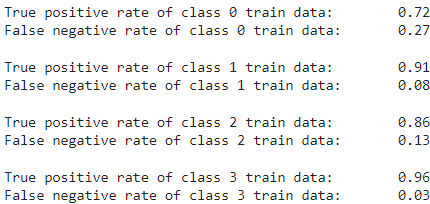 True positive rate of class 0 train data: 0.72
False negative rate of class 0 train data: 0.27
True positive rate of class 1 train data: 0.91
False negative rate of class 1 train data: 0.08
True positive rate of class 2 train data: 0.86
False negative rate of class 2 train data: 0.13
True positive rate of class 3 train data: 0.96
False negative rate of class 3 train data: 0.03